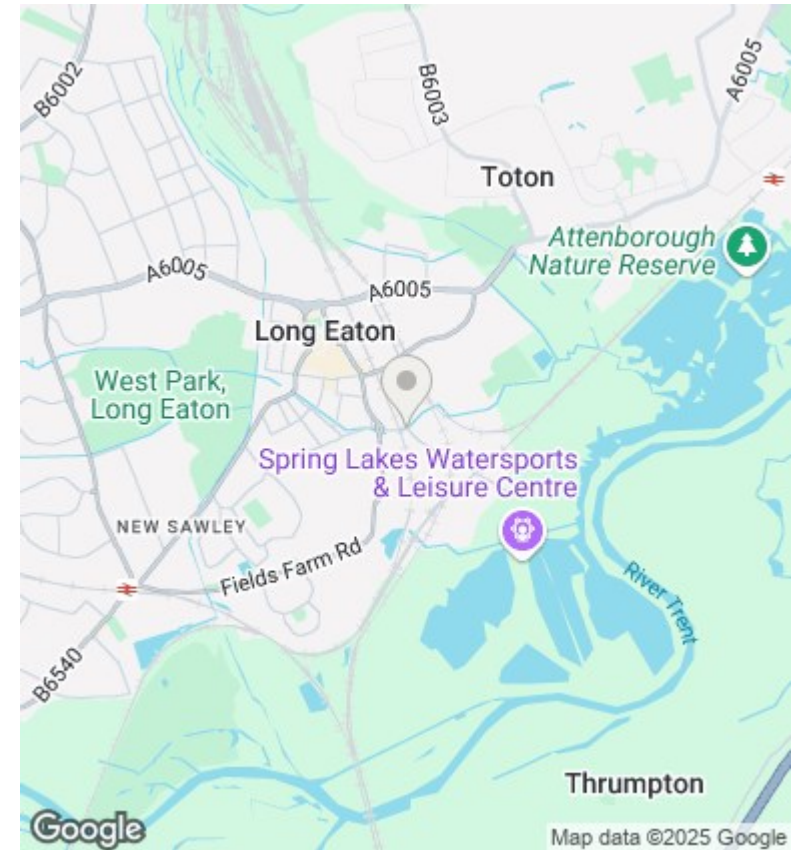 B6002
B6003
A6005
Toton
Attenborough
Nature Reserve
A6005
A6005
Long Eaton
West Park,
Long Eaton
Spring Lakes Watersports
& Leisure Centre
NEW SAWLEY
Fields Farm Rd
River Trent
B6540
Thrumpton
Google
Map data ©2025 Google